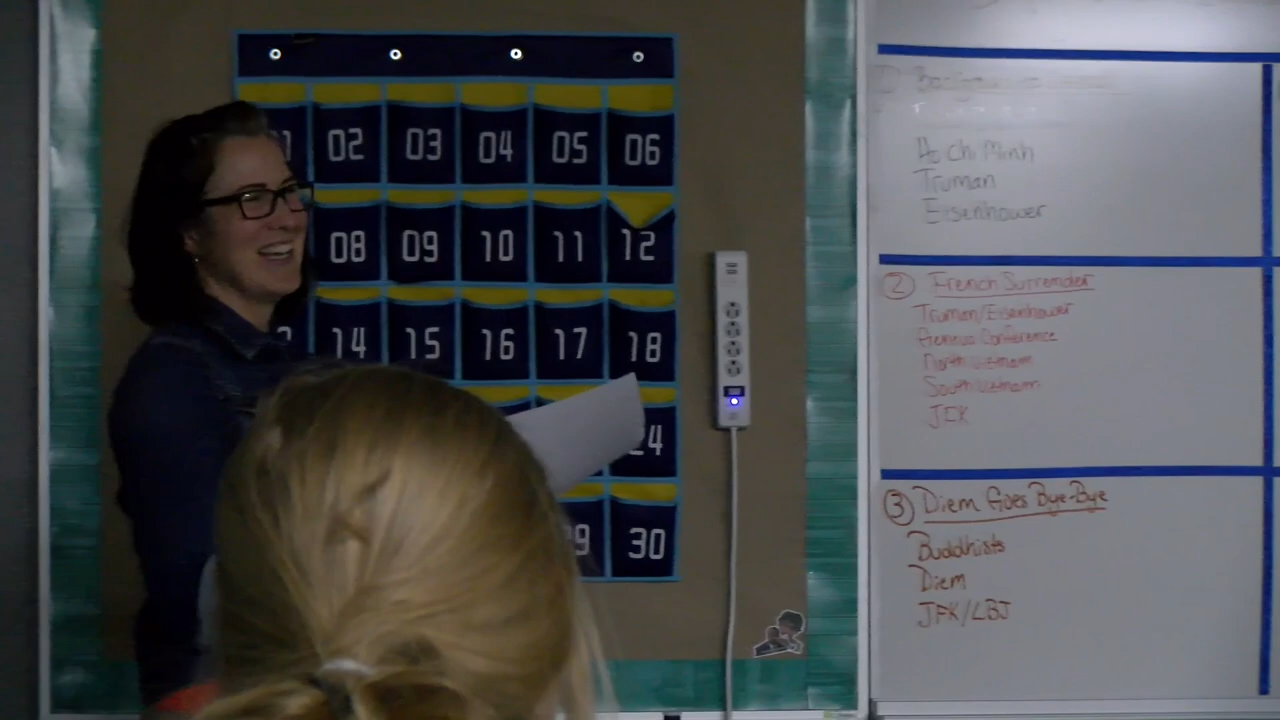 02 03 04 05 06
08 09 10 11 12
14 15 16 17 18
24
30
Ho Chi Minh
Truman
Eisenhower
② French Surrender
Truman/Eisenhower
Geneva Conference
North Vietnam
South Vietnam
JFK
③ Diem Goes Bye-Bye
Buddhists
Diem
JFK/LBJ